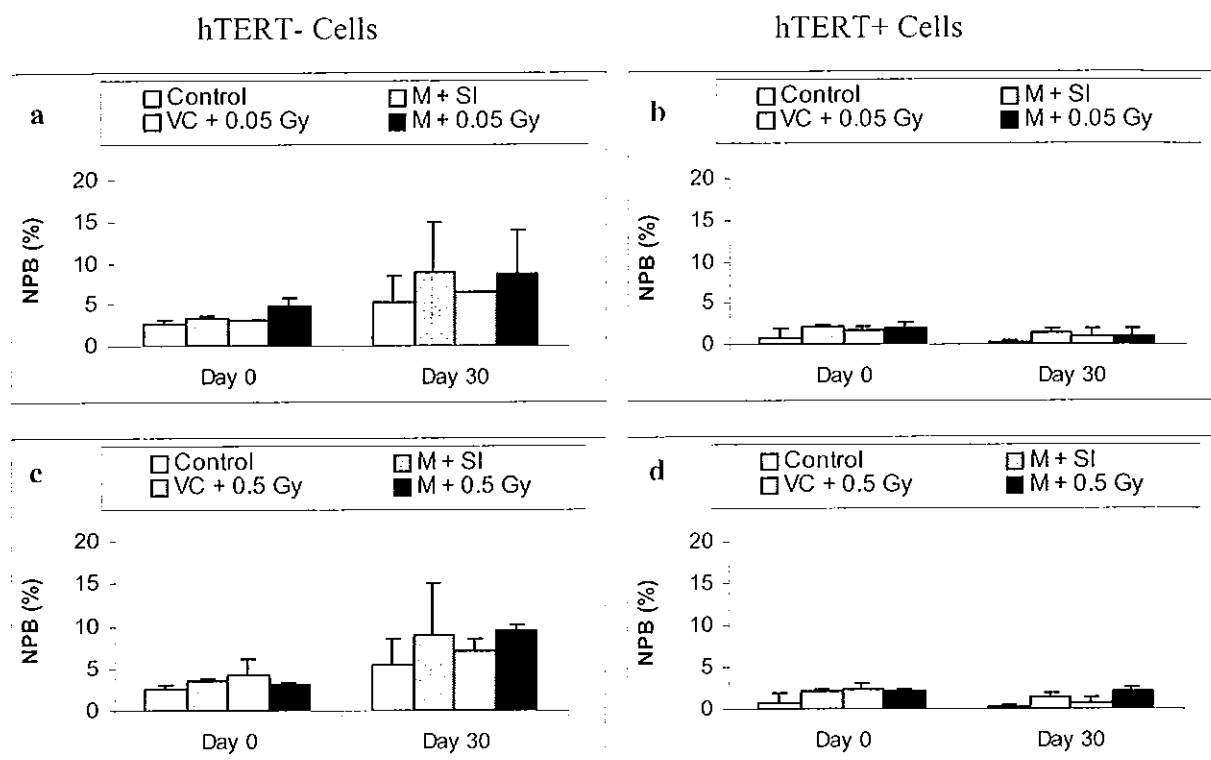 hTERT- Cells
hTERT+ Cells
a
Control
M + SI
VC + 0.05 Gy
M + 0.05 Gy
NPB (%)
20
15
10
5
0
Day 0
Day 30
b
Control
M + SI
VC + 0.05 Gy
M + 0.05 Gy
NPB (%)
20
15
10
5
0
Day 0
Day 30
c
Control
M + SI
VC + 0.5 Gy
M + 0.5 Gy
NPB (%)
20
15
10
5
0
Day 0
Day 30
d
Control
M + SI
VC + 0.5 Gy
M + 0.5 Gy
NPB (%)
20
15
10
5
0
Day 0
Day 30